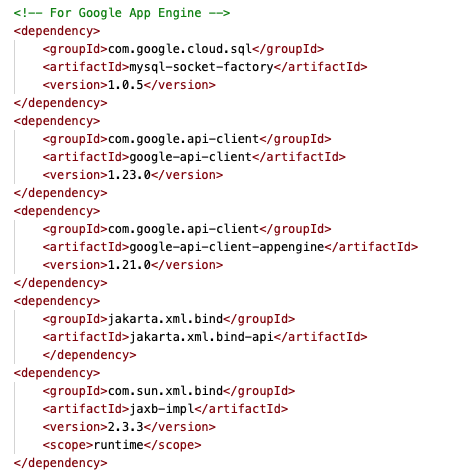 <!-- For Google App Engine -->
<dependency>
    <groupId>com.google.cloud.sql</groupId>
    <artifactId>mysql-socket-factory</artifactId>
    <version>1.0.5</version>
</dependency>
<dependency>
    <groupId>com.google.api-client</groupId>
    <artifactId>google-api-client</artifactId>
    <version>1.23.0</version>
</dependency>
<dependency>
    <groupId>com.google.api-client</groupId>
    <artifactId>google-api-client-appengine</artifactId>
    <version>1.21.0</version>
</dependency>
<dependency>
    <groupId>jakarta.xml.bind</groupId>
    <artifactId>jakarta.xml.bind-api</artifactId>
    </dependency>
<dependency>
    <groupId>com.sun.xml.bind</groupId>
    <artifactId>jaxb-impl</artifactId>
    <version>2.3.3</version>
    <scope>runtime</scope>
</dependency>